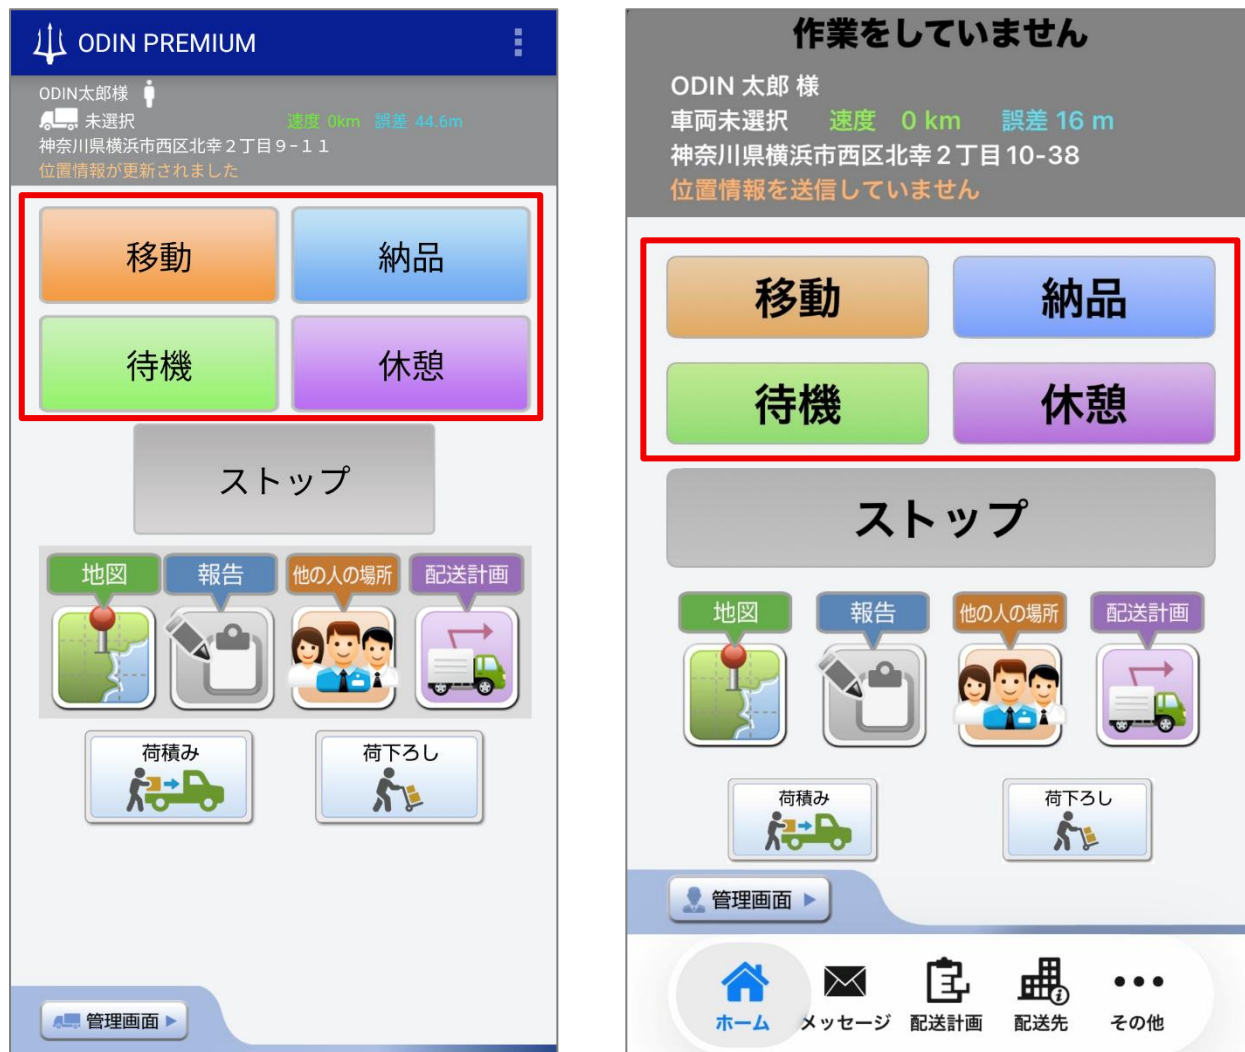 ODIN PREMIUM
ODIN太郎様
未選択 速度 0km 誤差 44.6m
神奈川県横浜市西区北幸２丁目９−１１
位置情報が更新されました
移動 納品
待機 休憩
ストップ
地図 報告 他の人の場所 配送計画
荷積み 荷下ろし
管理画面
作業をしていません
ODIN 太郎 様
車両未選択 速度 0 km 誤差 16 m
神奈川県横浜市西区北幸２丁目10-38
位置情報を送信していません
移動 納品
待機 休憩
ストップ
地図 報告 他の人の場所 配送計画
荷積み 荷下ろし
管理画面
ホーム メッセージ 配送計画 配送先 その他